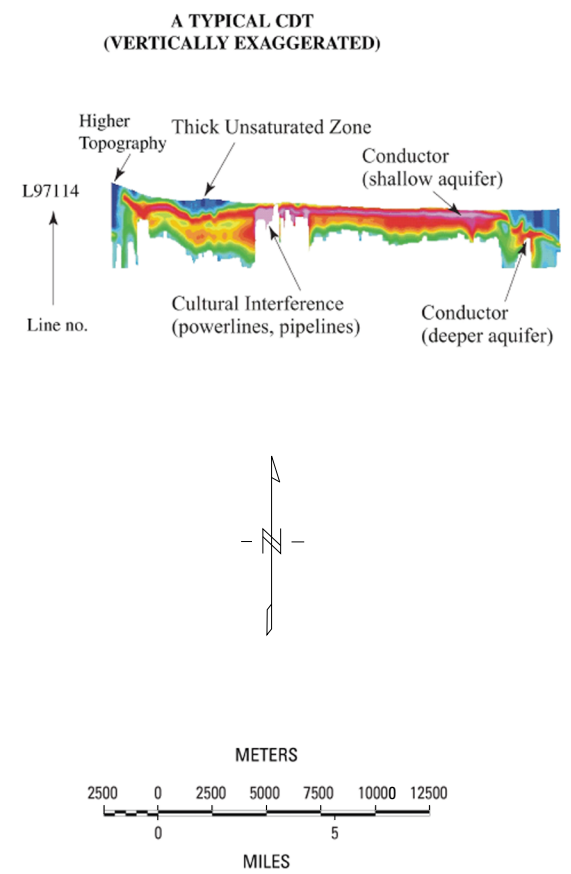 A TYPICAL CDT
(VERTICALLY EXAGGERATED)
Higher
Topography
Thick Unsaturated Zone
Conductor
(shallow aquifer)
L97114
Line no.
Cultural Interference
(powerlines, pipelines)
Conductor
(deeper aquifer)
N
METERS
2500 0 2500 5000 7500 10000 12500
0 5
MILES